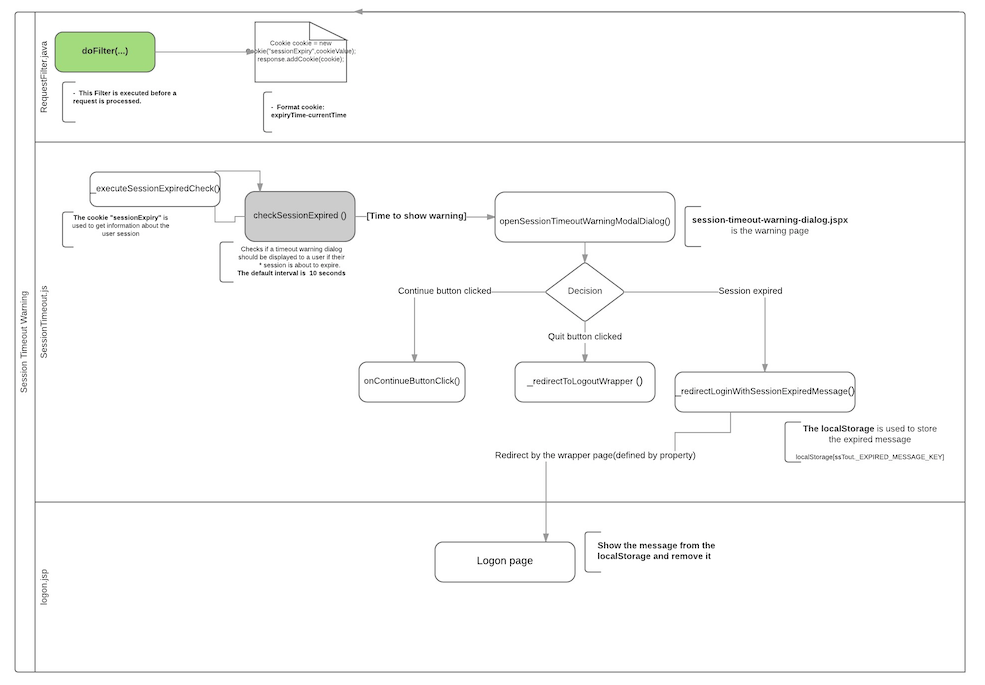 Session Timeout Warning
RequestFilter.java
doFilter(...)
Cookie cookie = new
Cookie("sessionExpiry",cookieValue);
response.addCookie(cookie);
- This Filter is executed before a
request is processed.
- Format cookie:
expiryTime-currentTime
SessionTimeout.js
_executeSessionExpiredCheck()
The cookie "sessionExpiry" is
used to get information about the
user session
checkSessionExpired ()
Checks if a timeout warning dialog
should be displayed to a user if their
* session is about to expire.
The default interval is 10 seconds
[Time to show warning]
openSessionTimeoutWarningModalDialog()
session-timeout-warning-dialog.jspx
is the warning page
Continue button clicked
Decision
Session expired
Quit button clicked
onContinueButtonClick()
_redirectToLogoutWrapper ()
_redirectLoginWithSessionExpiredMessage()
The localStorage is used to store
the expired message
localStorage[ssTout._EXPIRED_MESSAGE_KEY]
Redirect by the wrapper page(defined by property)
logon.jsp
Logon page
Show the message from the
localStorage and remove it